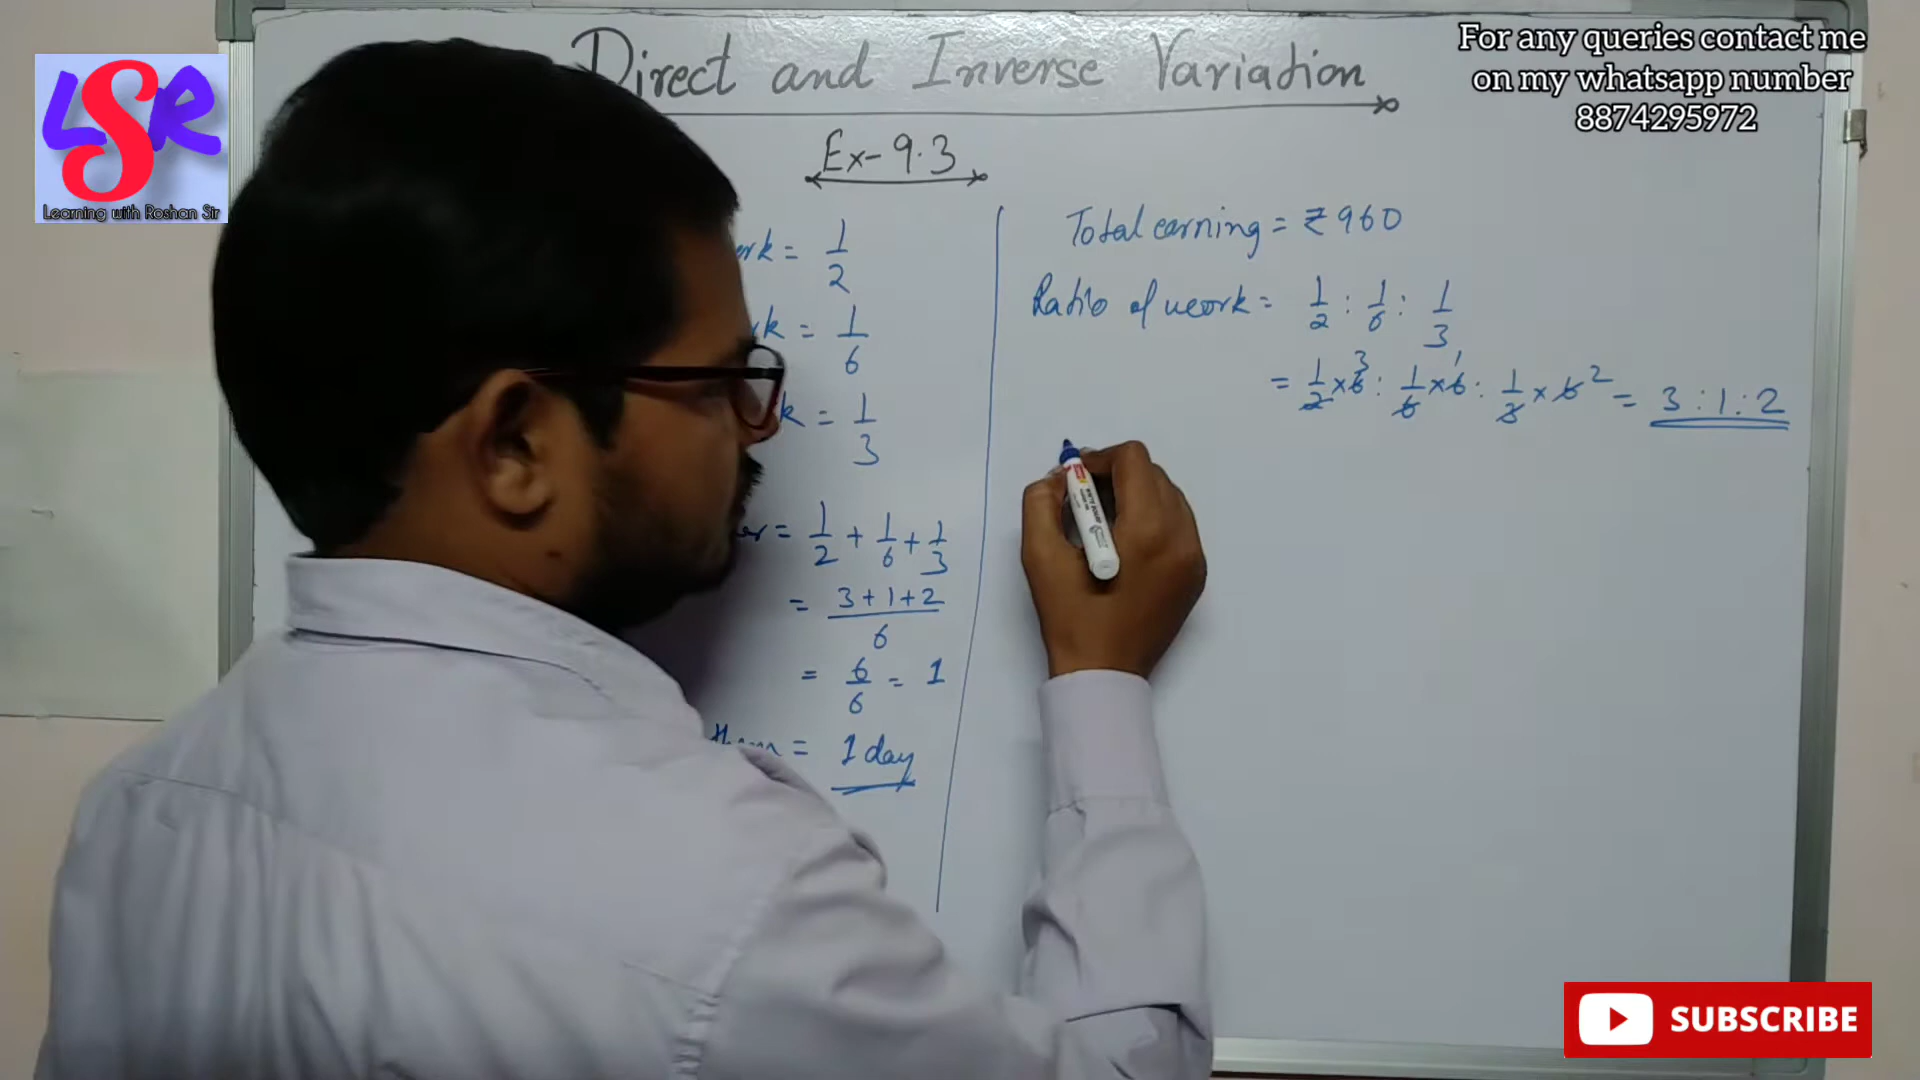 LSR
Learning with Roshan Sir
Direct and Inverse Variation
For any queries contact me
on my whatsapp number
8874295972
Ex-9.3
= 1/2
= 1/6
= 1/3
= 1/2 + 1/6 + 1/3
= 3+1+2/6
= 6/6 = 1
= 1 day
Total earning = ₹ 960
Ratio of work = 1/2 : 1/6 : 1/3
= 1/2 × 6 3 : 1/6 × 6 1 : 1/3 × 6 2 = 3 : 1 : 2
SUBSCRIBE